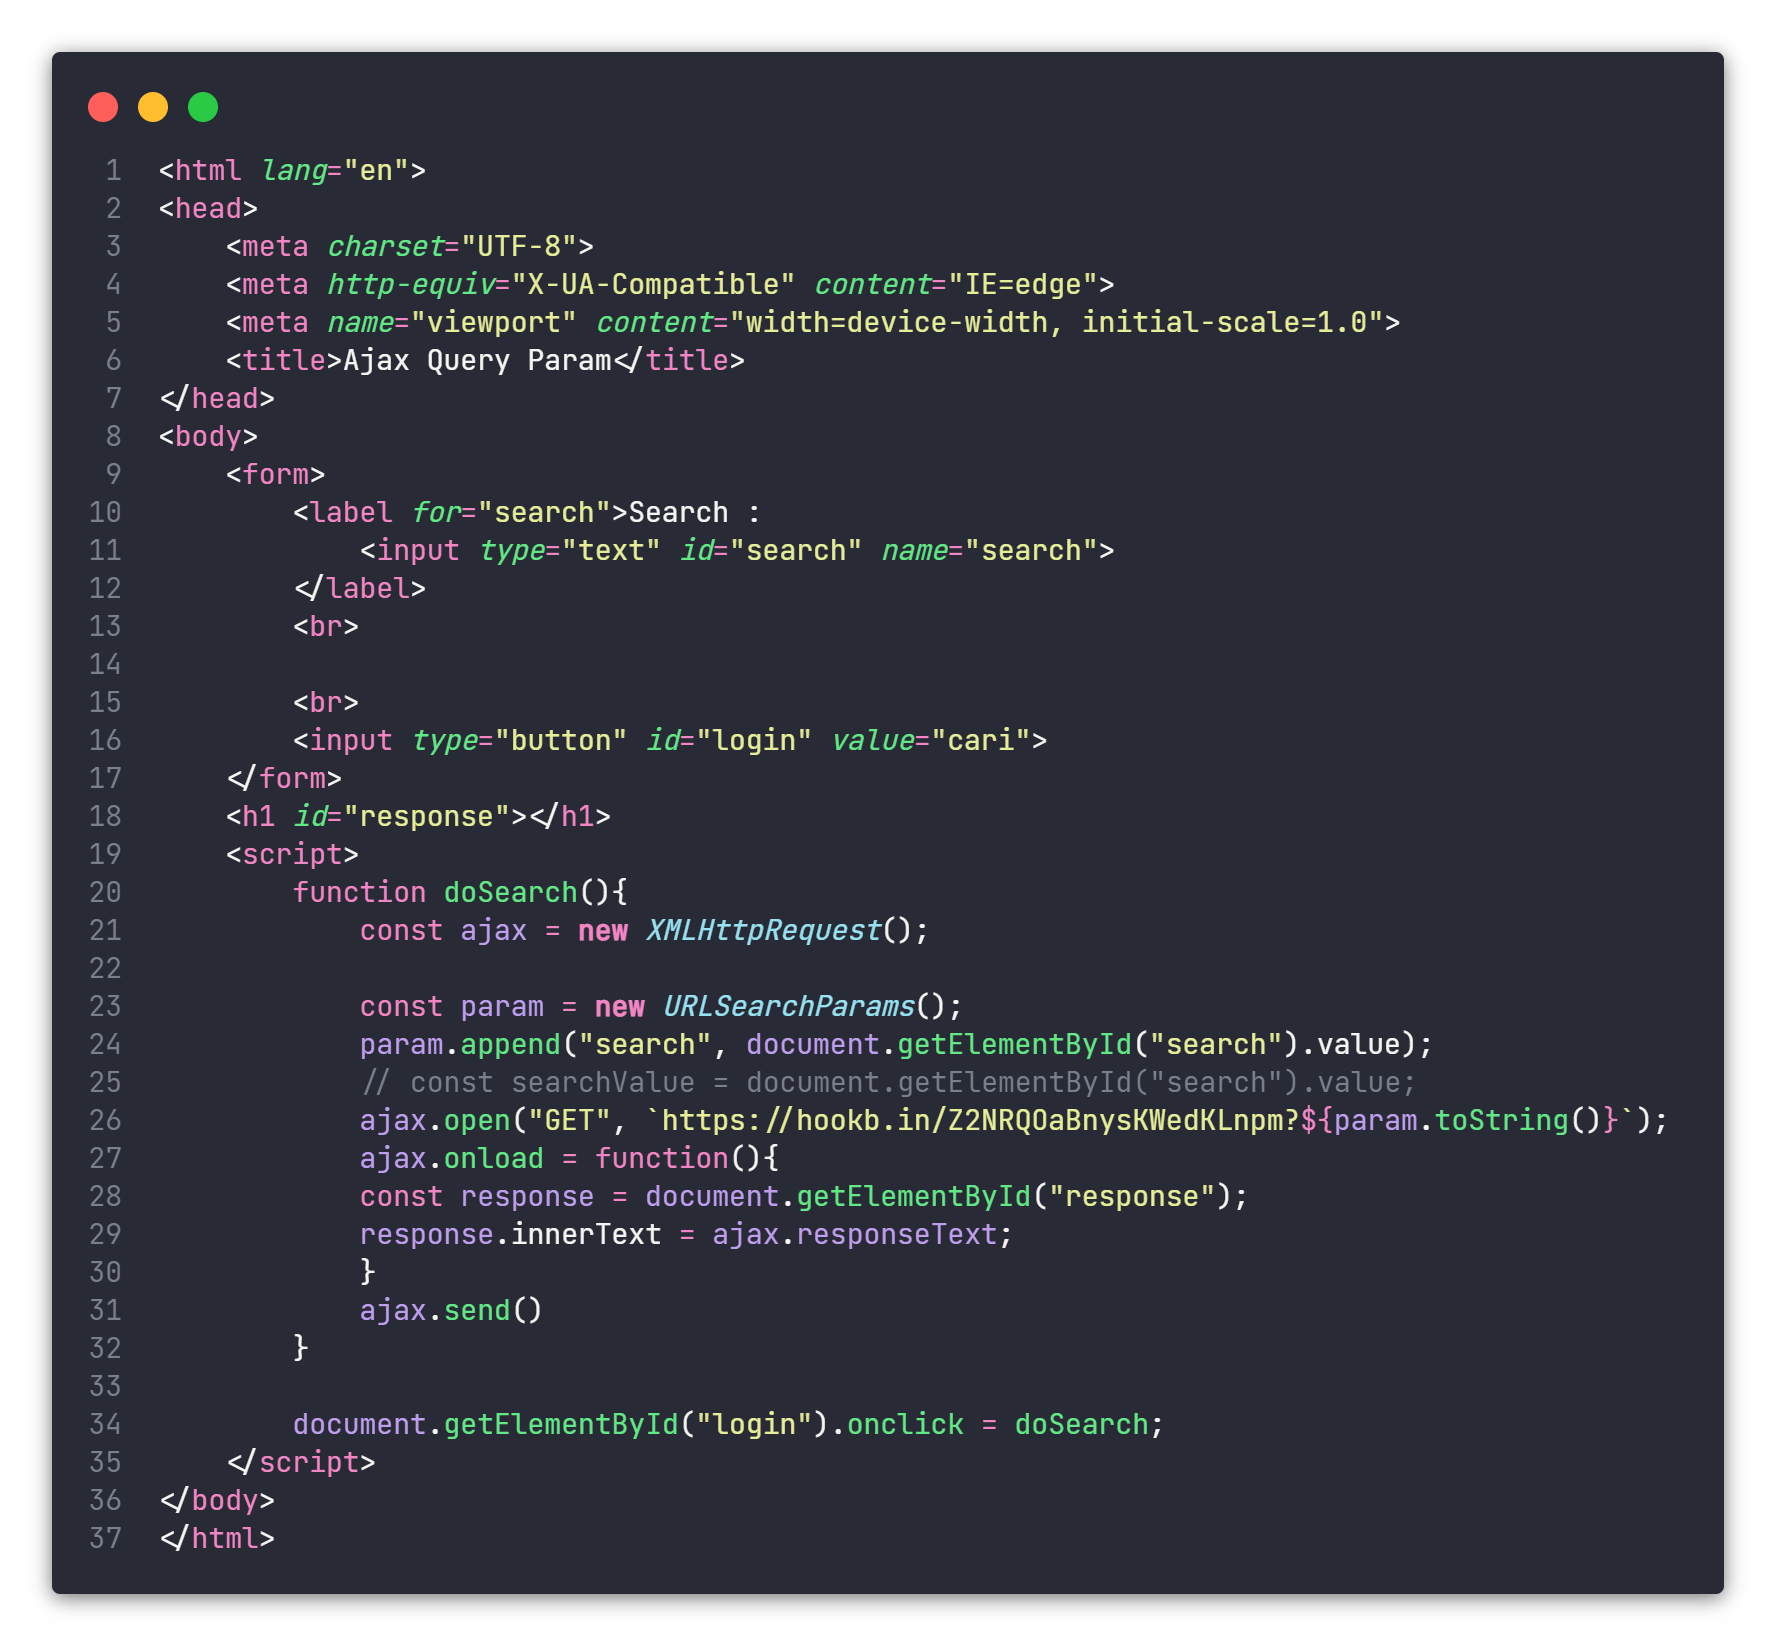 1 <html lang="en">
2 <head>
3     <meta charset="UTF-8">
4     <meta http-equiv="X-UA-Compatible" content="IE=edge">
5     <meta name="viewport" content="width=device-width, initial-scale=1.0">
6     <title>Ajax Query Param</title>
7 </head>
8 <body>
9     <form>
10         <label for="search">Search :
11             <input type="text" id="search" name="search">
12         </label>
13         <br>
14
15         <br>
16         <input type="button" id="login" value="cari">
17     </form>
18     <h1 id="response"></h1>
19     <script>
20         function doSearch(){
21             const ajax = new XMLHttpRequest();
22
23             const param = new URLSearchParams();
24             param.append("search", document.getElementById("search").value);
25             // const searchValue = document.getElementById("search").value;
26             ajax.open("GET", `https://hookb.in/Z2NRQOaBnysKWedKLnpm?${param.toString()}`);
27             ajax.onload = function(){
28             const response = document.getElementById("response");
29             response.innerText = ajax.responseText;
30             }
31             ajax.send()
32         }
33
34         document.getElementById("login").onclick = doSearch;
35     </script>
36 </body>
37 </html>